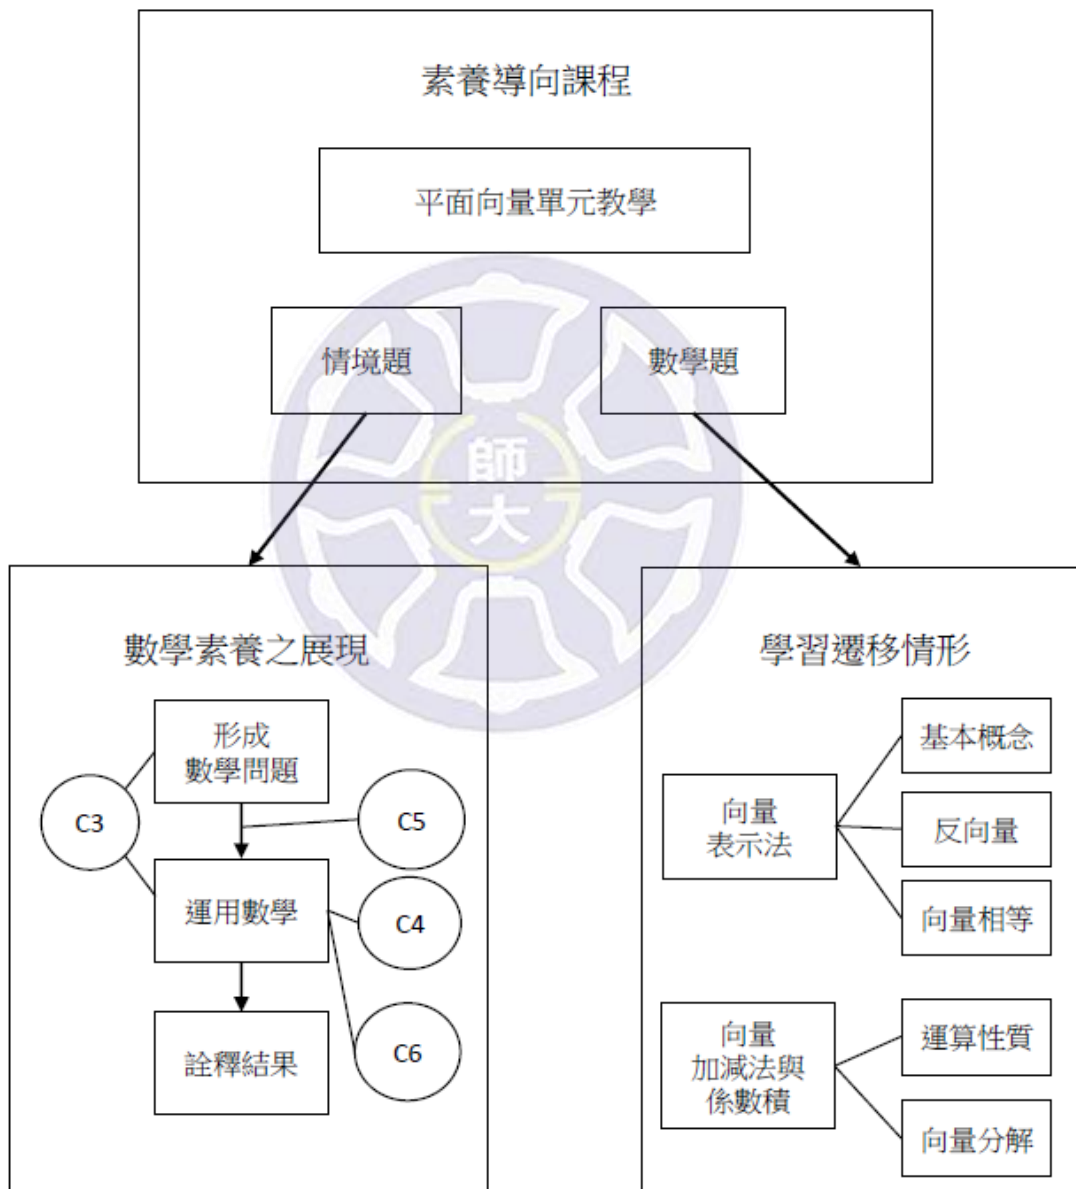 素養導向課程
平面向量單元教學
情境題
數學題
師
大
數學素養之展現
形成
數學問題
C3
C5
運用數學
C4
C6
詮釋結果
學習遷移情形
向量
表示法
基本概念
反向量
向量相等
向量
加減法與
係數積
運算性質
向量分解